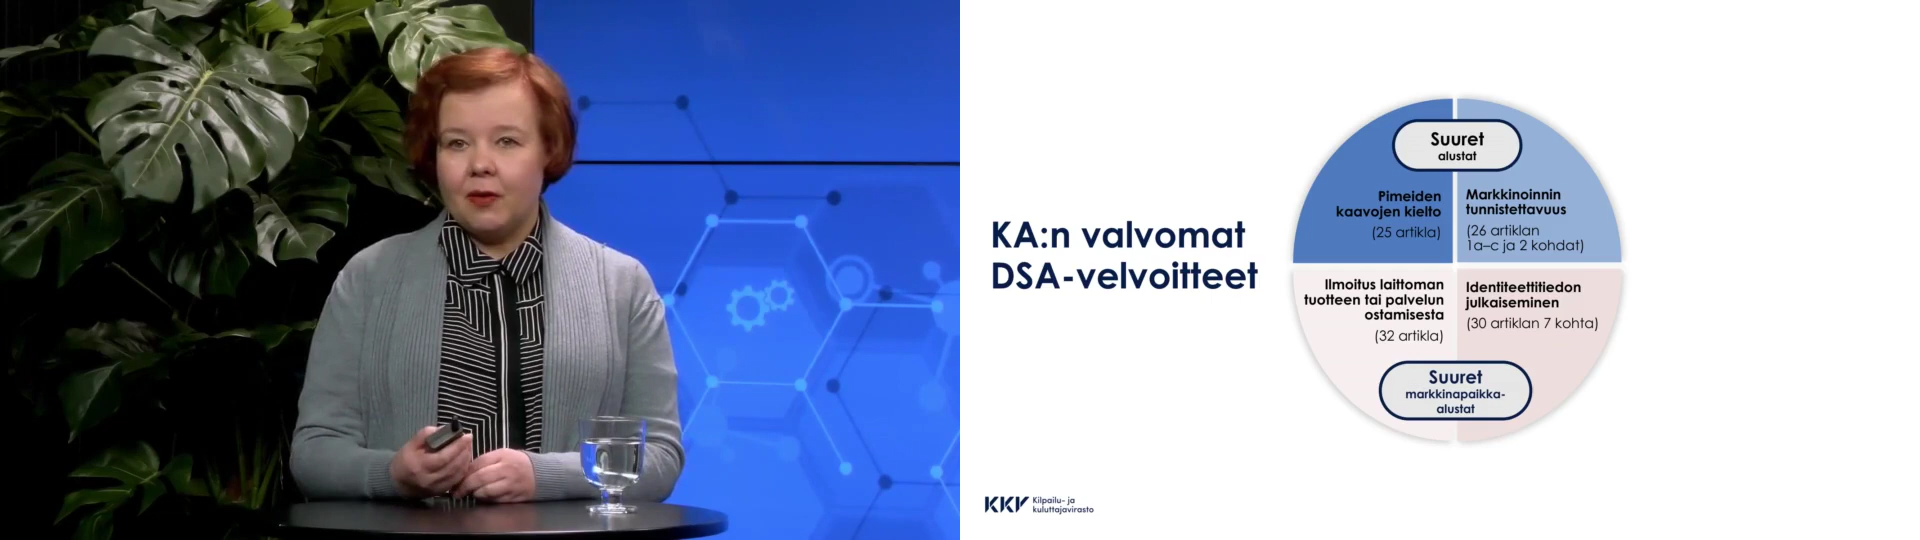 KA:n valvomat
DSA-velvoitteet
Suuret
alustat
Pimeiden
kaavojen kielto
(25 artikla)
Markkinoinnin
tunnistettavuus
(26 artiklan
1a–c ja 2 kohdat)
Ilmoitus laittoman
tuotteen tai palvelun
ostamisesta
(32 artikla)
Identiteettitiedon
julkaiseminen
(30 artiklan 7 kohta)
Suuret
markkinapaikka-
alustat
KKV Kilpailu- ja
kuluttajavirasto